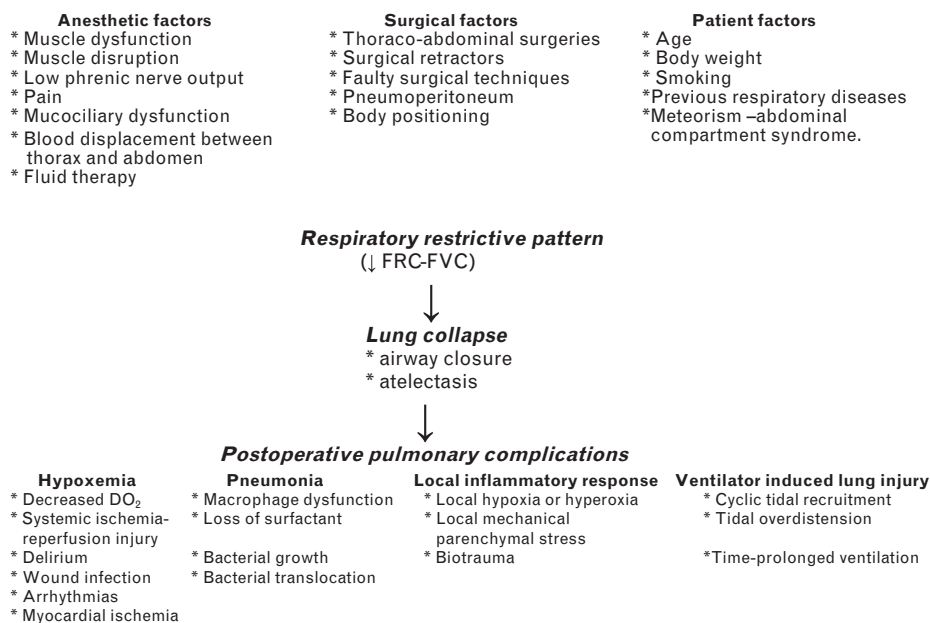 Anesthetic factors
* Muscle dysfunction
* Muscle disruption
* Low phrenic nerve output
* Pain
* Mucociliary dysfunction
* Blood displacement between
thorax and abdomen
* Fluid therapy
Surgical factors
* Thoraco-abdominal surgeries
* Surgical retractors
* Faulty surgical techniques
* Pneumoperitoneum
* Body positioning
Patient factors
* Age
* Body weight
* Smoking
*Previous respiratory diseases
*Meteorism –abdominal
compartment syndrome.
Respiratory restrictive pattern
(↓ FRC-FVC)
Lung collapse
* airway closure
* atelectasis
Postoperative pulmonary complications
Hypoxemia
* Decreased DO₂
* Systemic ischemia-
reperfusion injury
* Delirium
* Wound infection
* Arrhythmias
* Myocardial ischemia
Pneumonia
* Macrophage dysfunction
* Loss of surfactant
* Bacterial growth
* Bacterial translocation
Local inflammatory response
* Local hypoxia or hyperoxia
* Local mechanical
parenchymal stress
* Biotrauma
Ventilator induced lung injury
* Cyclic tidal recruitment
* Tidal overdistension
*Time-prolonged ventilation